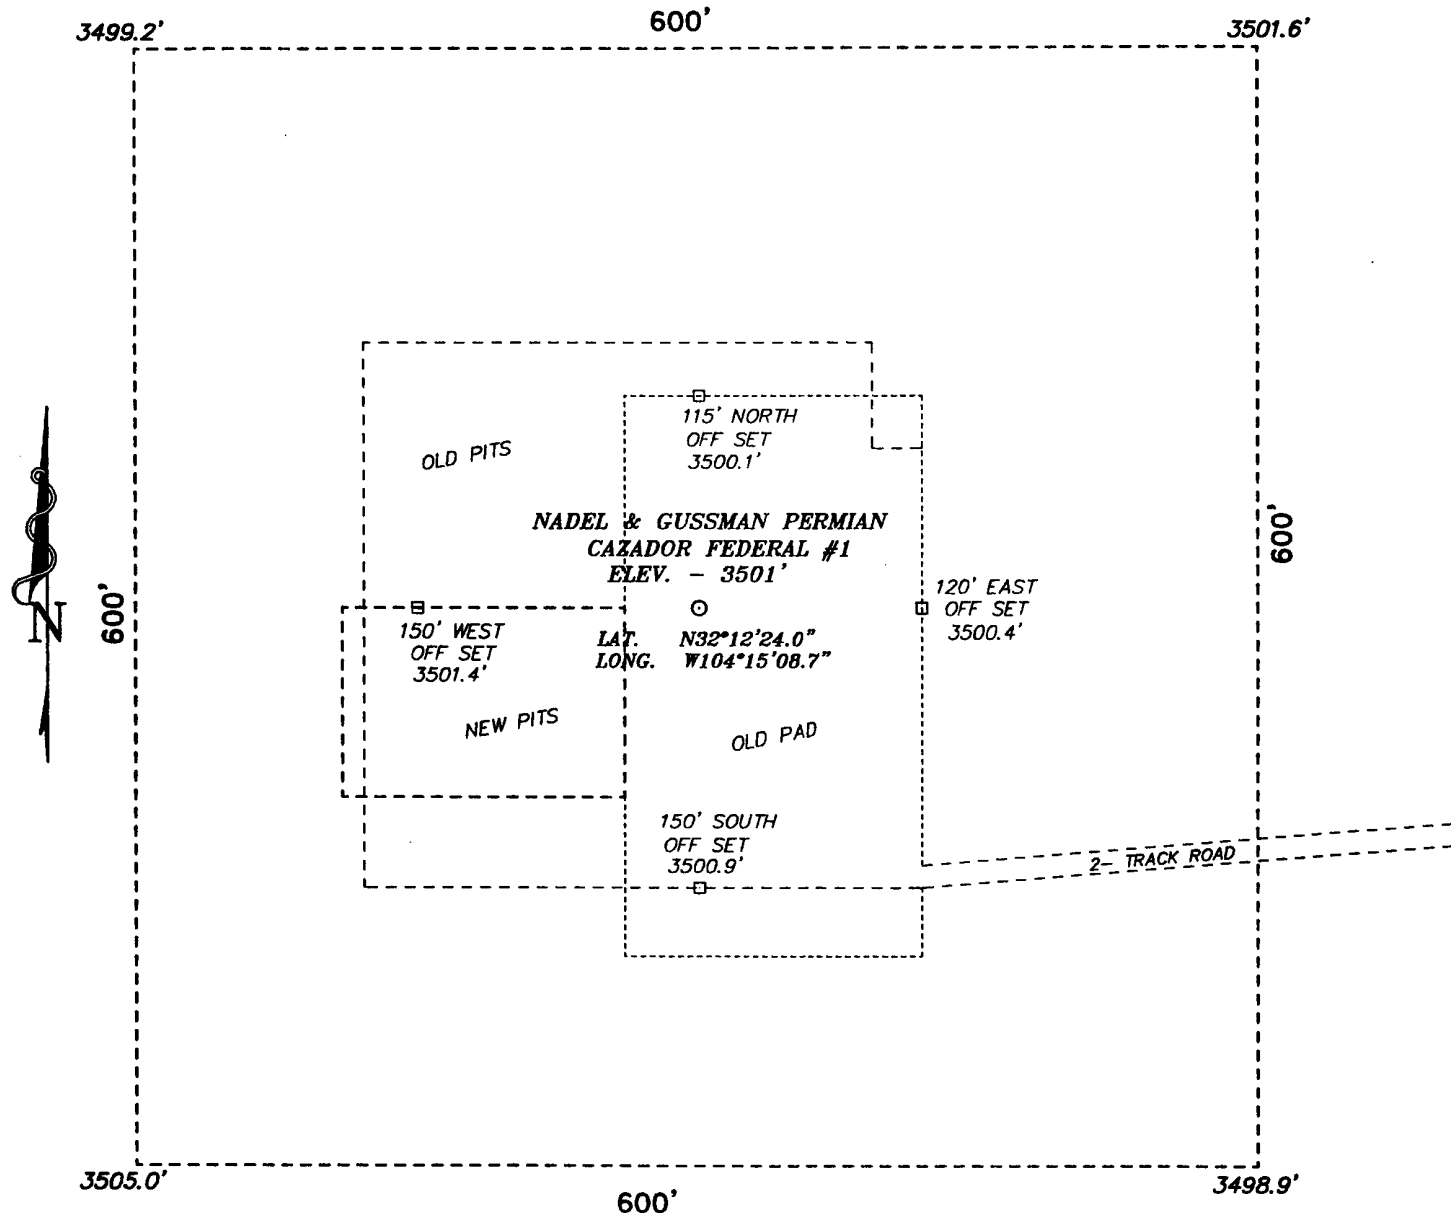 600'
3499.2'
3501.6'
115' NORTH
OFF SET
3500.1'
OLD PITS
NADEL & GUSSMAN PERMIAN
CAZADOR FEDERAL #1
ELEV. - 3501'
600'
600'
N
120' EAST
OFF SET
3500.4'
150' WEST
OFF SET
3501.4'
LAT. N32°12'24.0"
LONG. W104°15'08.7"
NEW PITS
OLD PAD
150' SOUTH
OFF SET
3500.9'
2- TRACK ROAD
3505.0'
3498.9'
600'